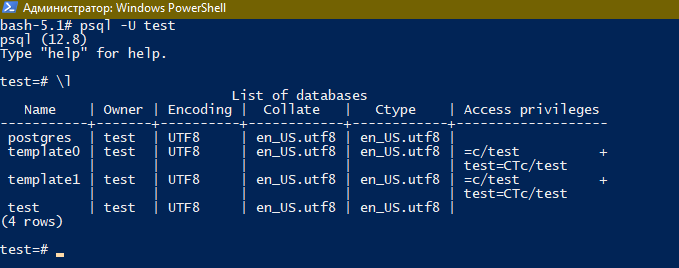 Администратор: Windows PowerShell
bash-5.1# psql -U test
psql (12.8)
Type "help" for help.
test=# \l
List of databases
Name | Owner | Encoding | Collate | Ctype | Access privileges
-----------+-------+----------+------------+------------+-------------------
postgres | test | UTF8 | en_US.utf8 | en_US.utf8 |
template0 | test | UTF8 | en_US.utf8 | en_US.utf8 | =c/test +
| | | | | test=CTc/test
template1 | test | UTF8 | en_US.utf8 | en_US.utf8 | =c/test +
| | | | | test=CTc/test
test | test | UTF8 | en_US.utf8 | en_US.utf8 |
(4 rows)
test=#